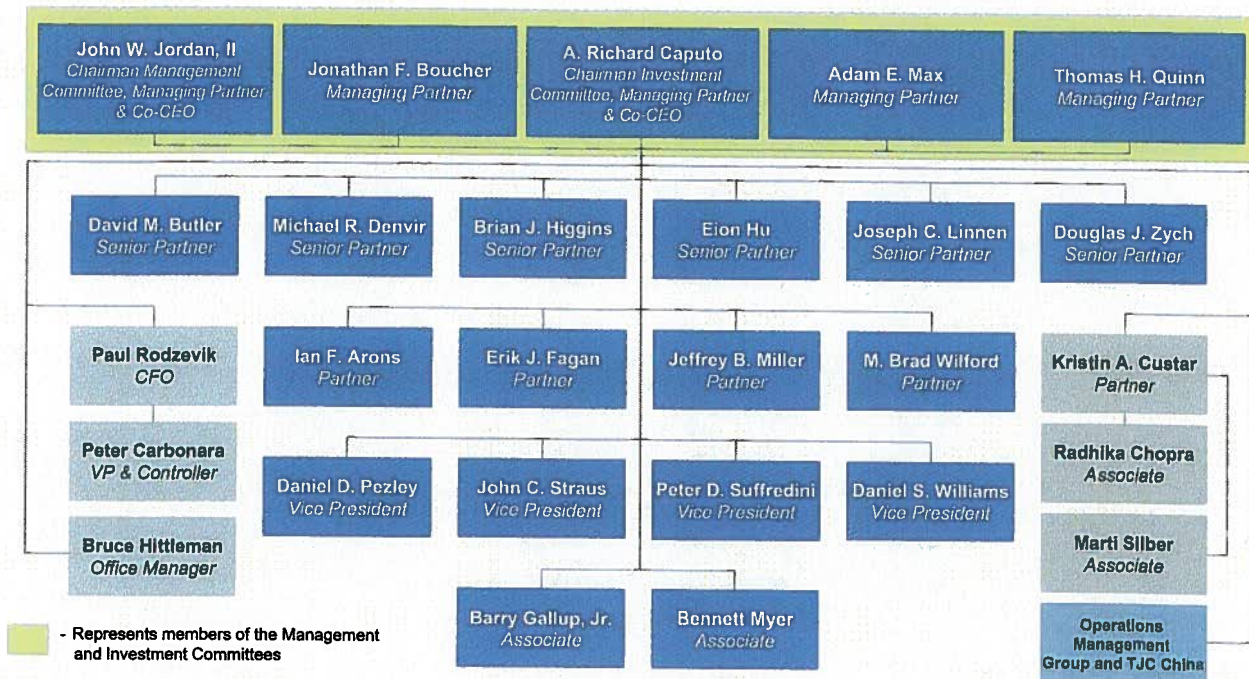 John W. Jordan, II
Chairman Management
Committee, Managing Partner
& Co-CEO
Jonathan F. Boucher
Managing Partner
A. Richard Caputo
Chairman Investment
Committee, Managing Partner
& Co-CEO
Adam E. Max
Managing Partner
Thomas H. Quinn
Managing Partner
David M. Butler
Senior Partner
Michael R. Denvir
Senior Partner
Brian J. Higgins
Senior Partner
Eion Hu
Senior Partner
Joseph C. Linnen
Senior Partner
Douglas J. Zych
Senior Partner
Paul Rodzevik
CFO
Ian F. Arons
Partner
Erik J. Fagan
Partner
Jeffrey B. Miller
Partner
M. Brad Wilford
Partner
Kristin A. Custar
Partner
Peter Carbonara
VP & Controller
Daniel D. Pezley
Vice President
John C. Straus
Vice President
Peter D. Suffredini
Vice President
Daniel S. Williams
Vice President
Radhika Chopra
Associate
Bruce Hittleman
Office Manager
Marti Silber
Associate
Barry Gallup, Jr.
Associate
Bennett Myer
Associate
Operations
Management
Group and TJC China
- Represents members of the Management
and Investment Committees